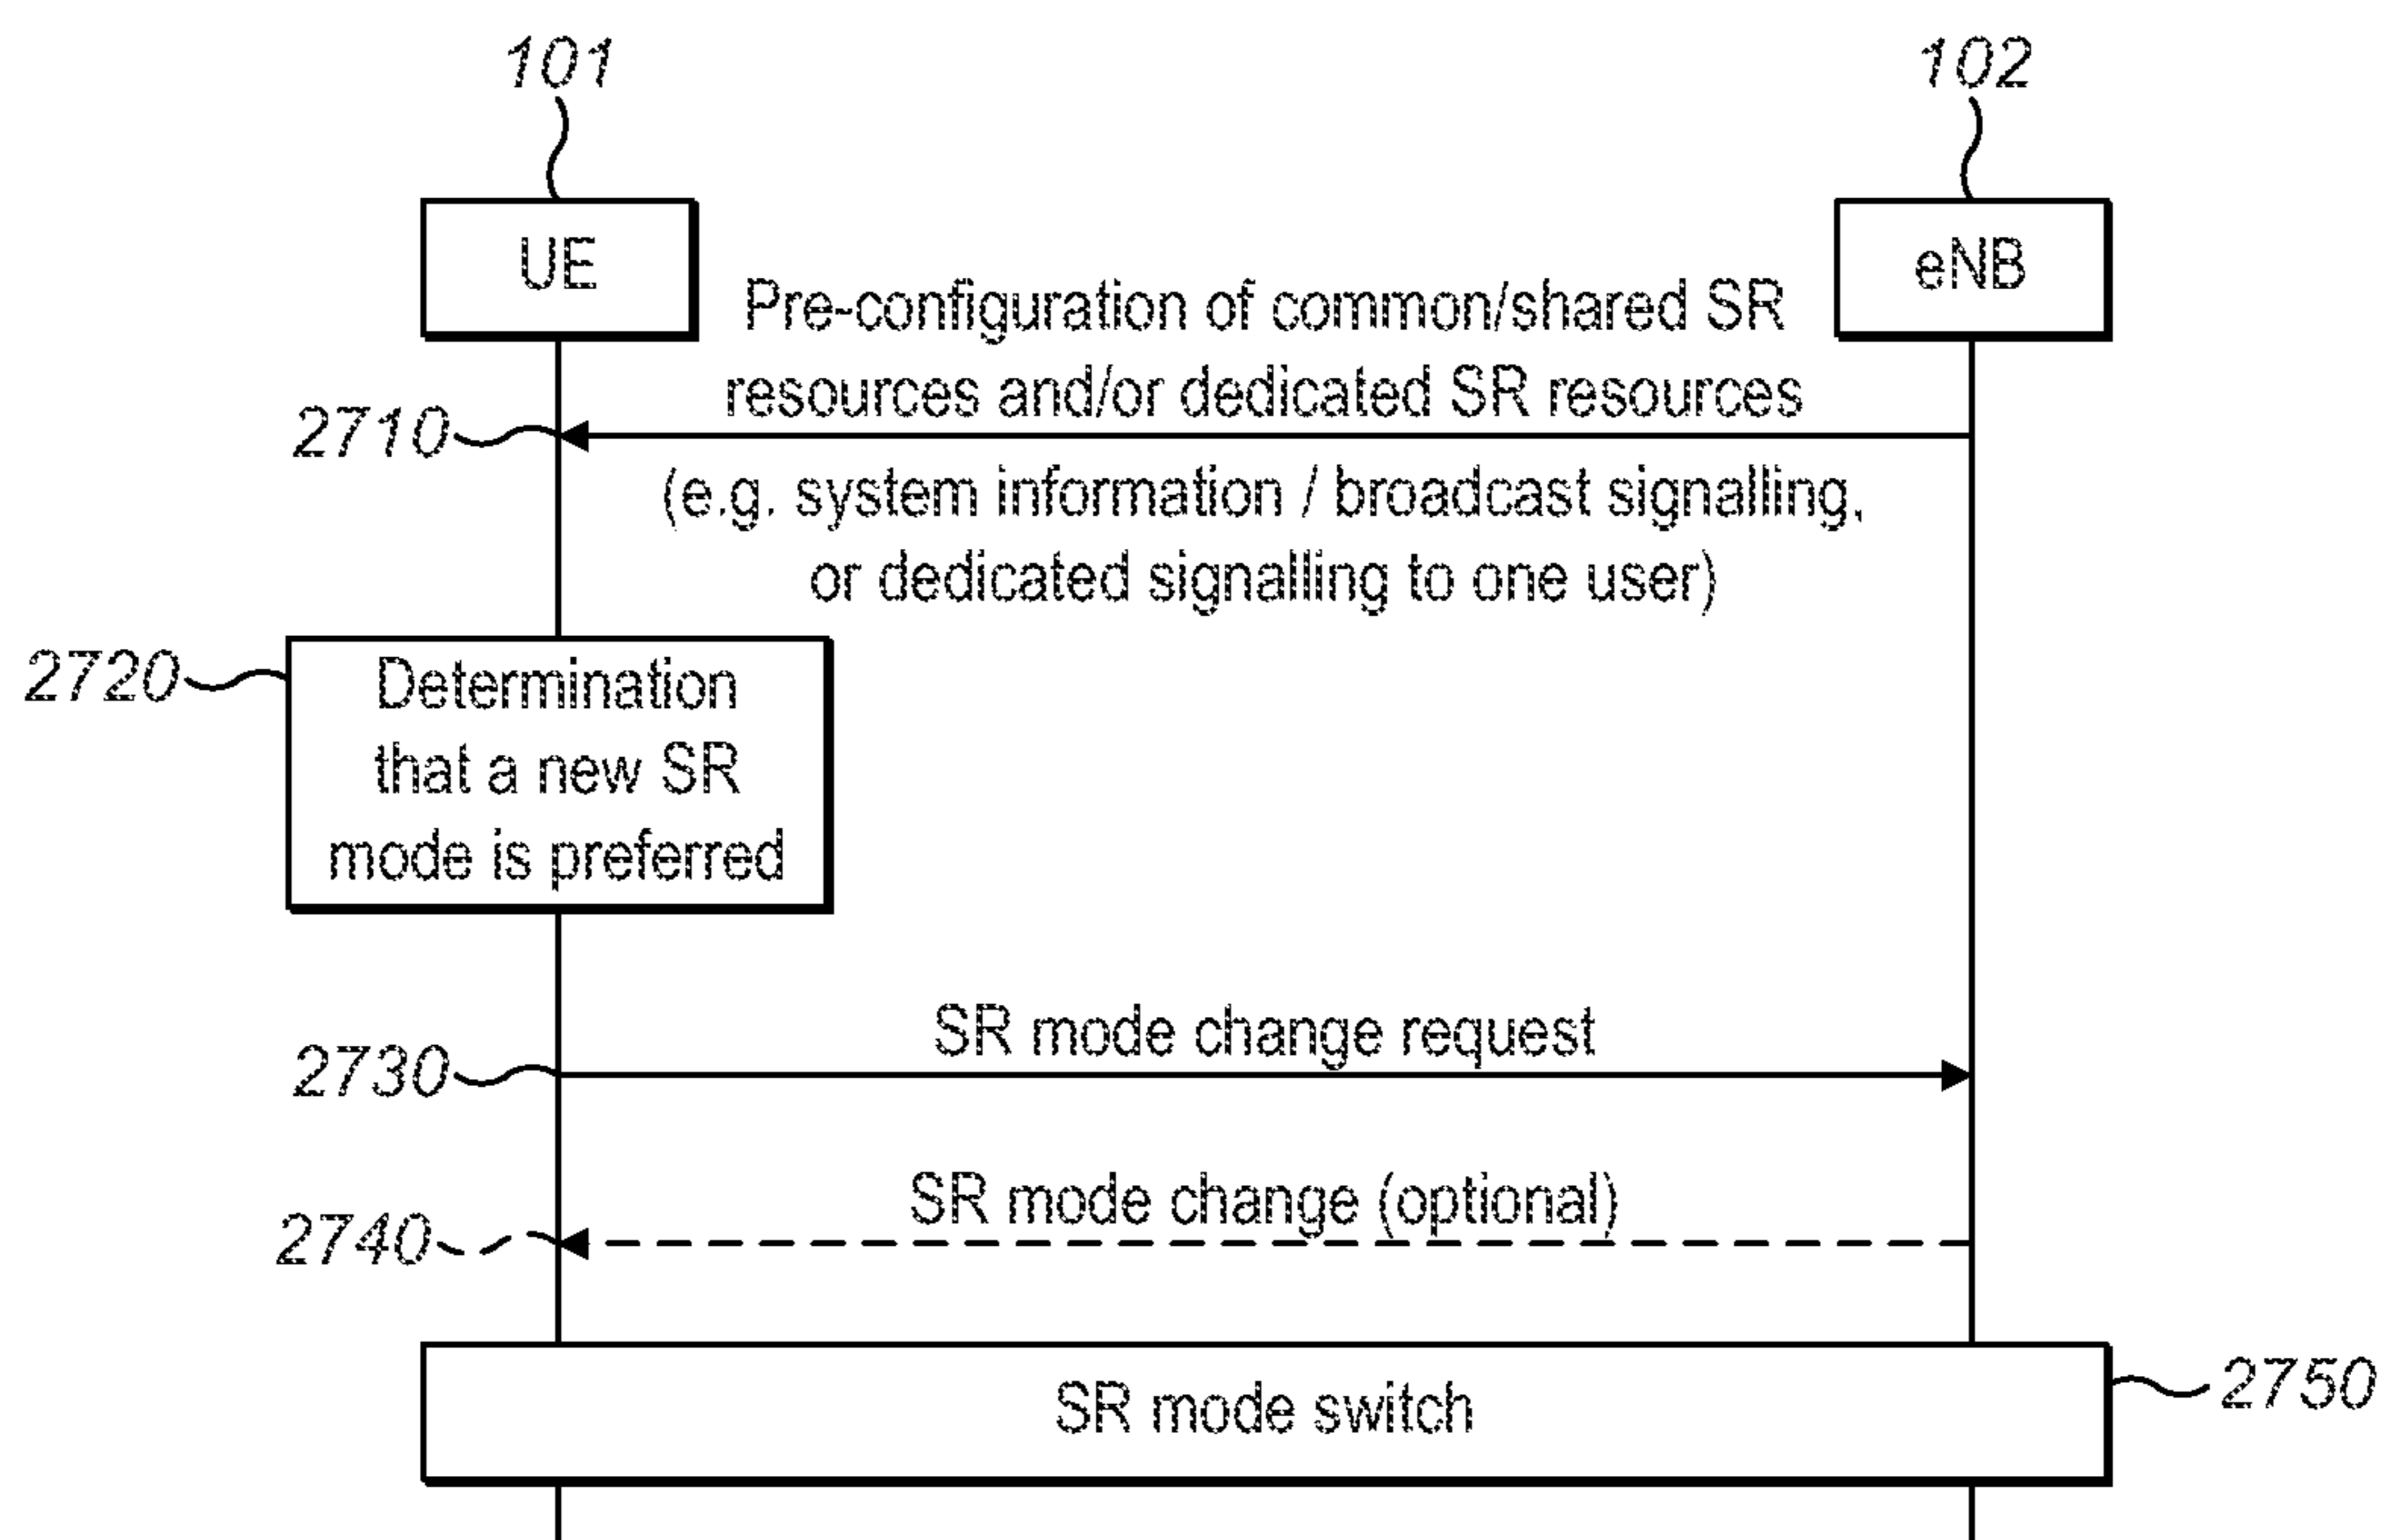 101
102
UE
eNB
Pre-configuration of common/shared SR
resources and/or dedicated SR resources
2710
(e.g. system information / broadcast signalling,
or dedicated signalling to one user)
2720
Determination
that a new SR
mode is preferred
SR mode change request
2730
SR mode change (optional)
2740
SR mode switch
2750